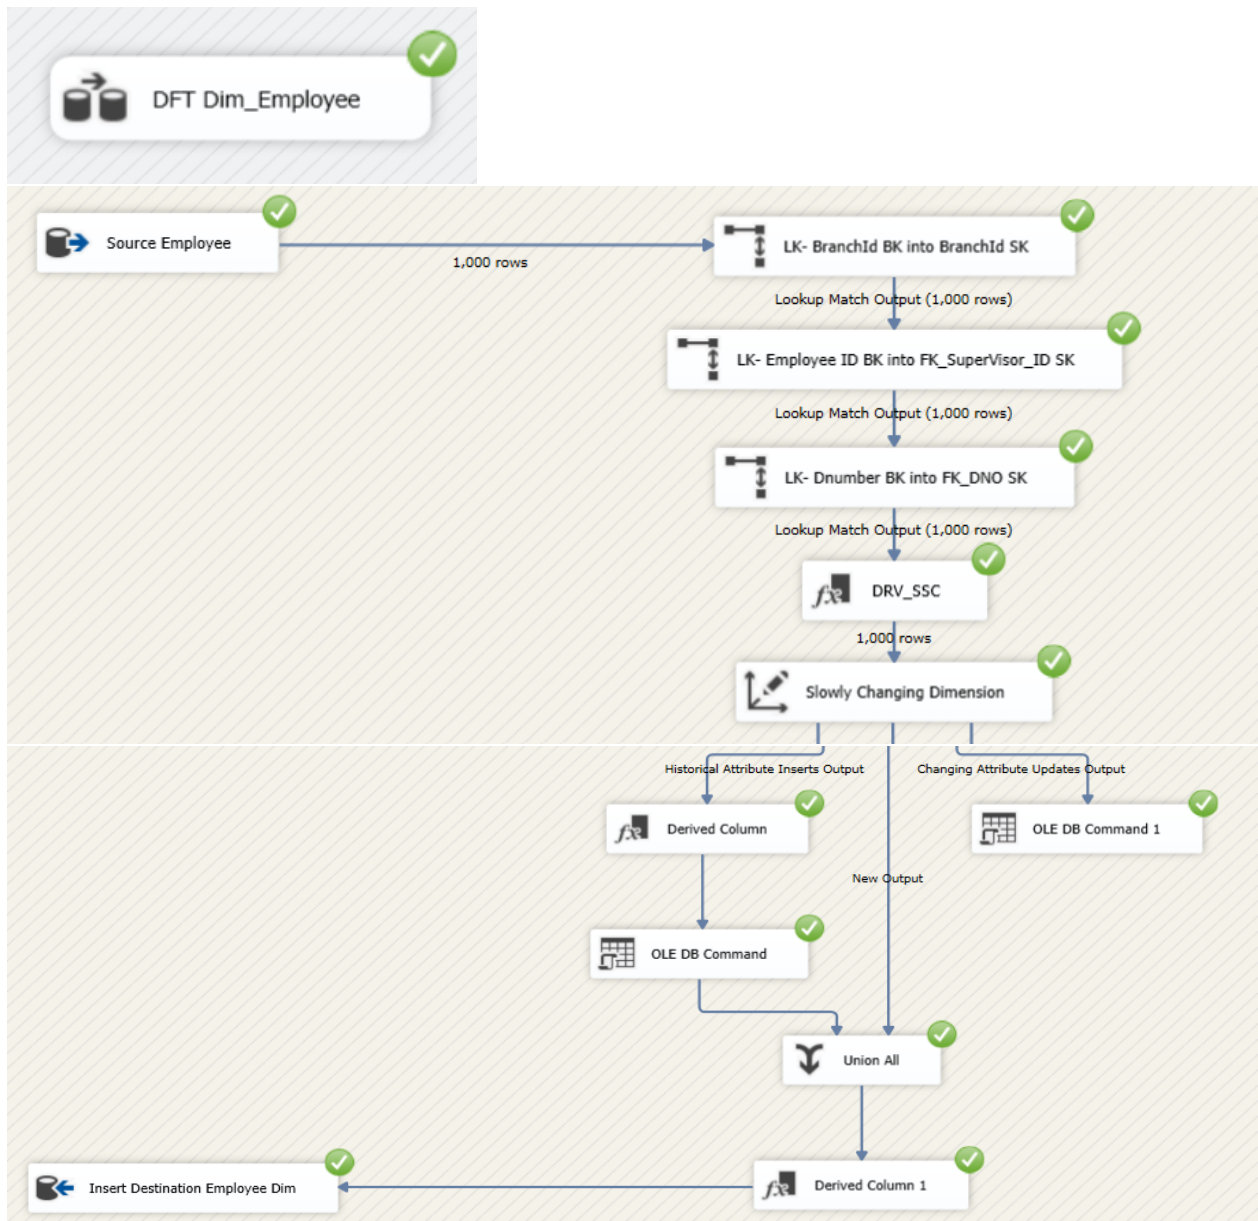 DFT Dim_Employee
Source Employee
1,000 rows
LK- BranchId BK into BranchId SK
Lookup Match Output (1,000 rows)
LK- Employee ID BK into FK_SuperVisor_ID SK
Lookup Match Output (1,000 rows)
LK- Dnumber BK into FK_DNO SK
Lookup Match Output (1,000 rows)
DRV_SSC
1,000 rows
Slowly Changing Dimension
Historical Attribute Inserts Output
Changing Attribute Updates Output
Derived Column
OLE DB Command 1
New Output
OLE DB Command
Union All
Derived Column 1
Insert Destination Employee Dim